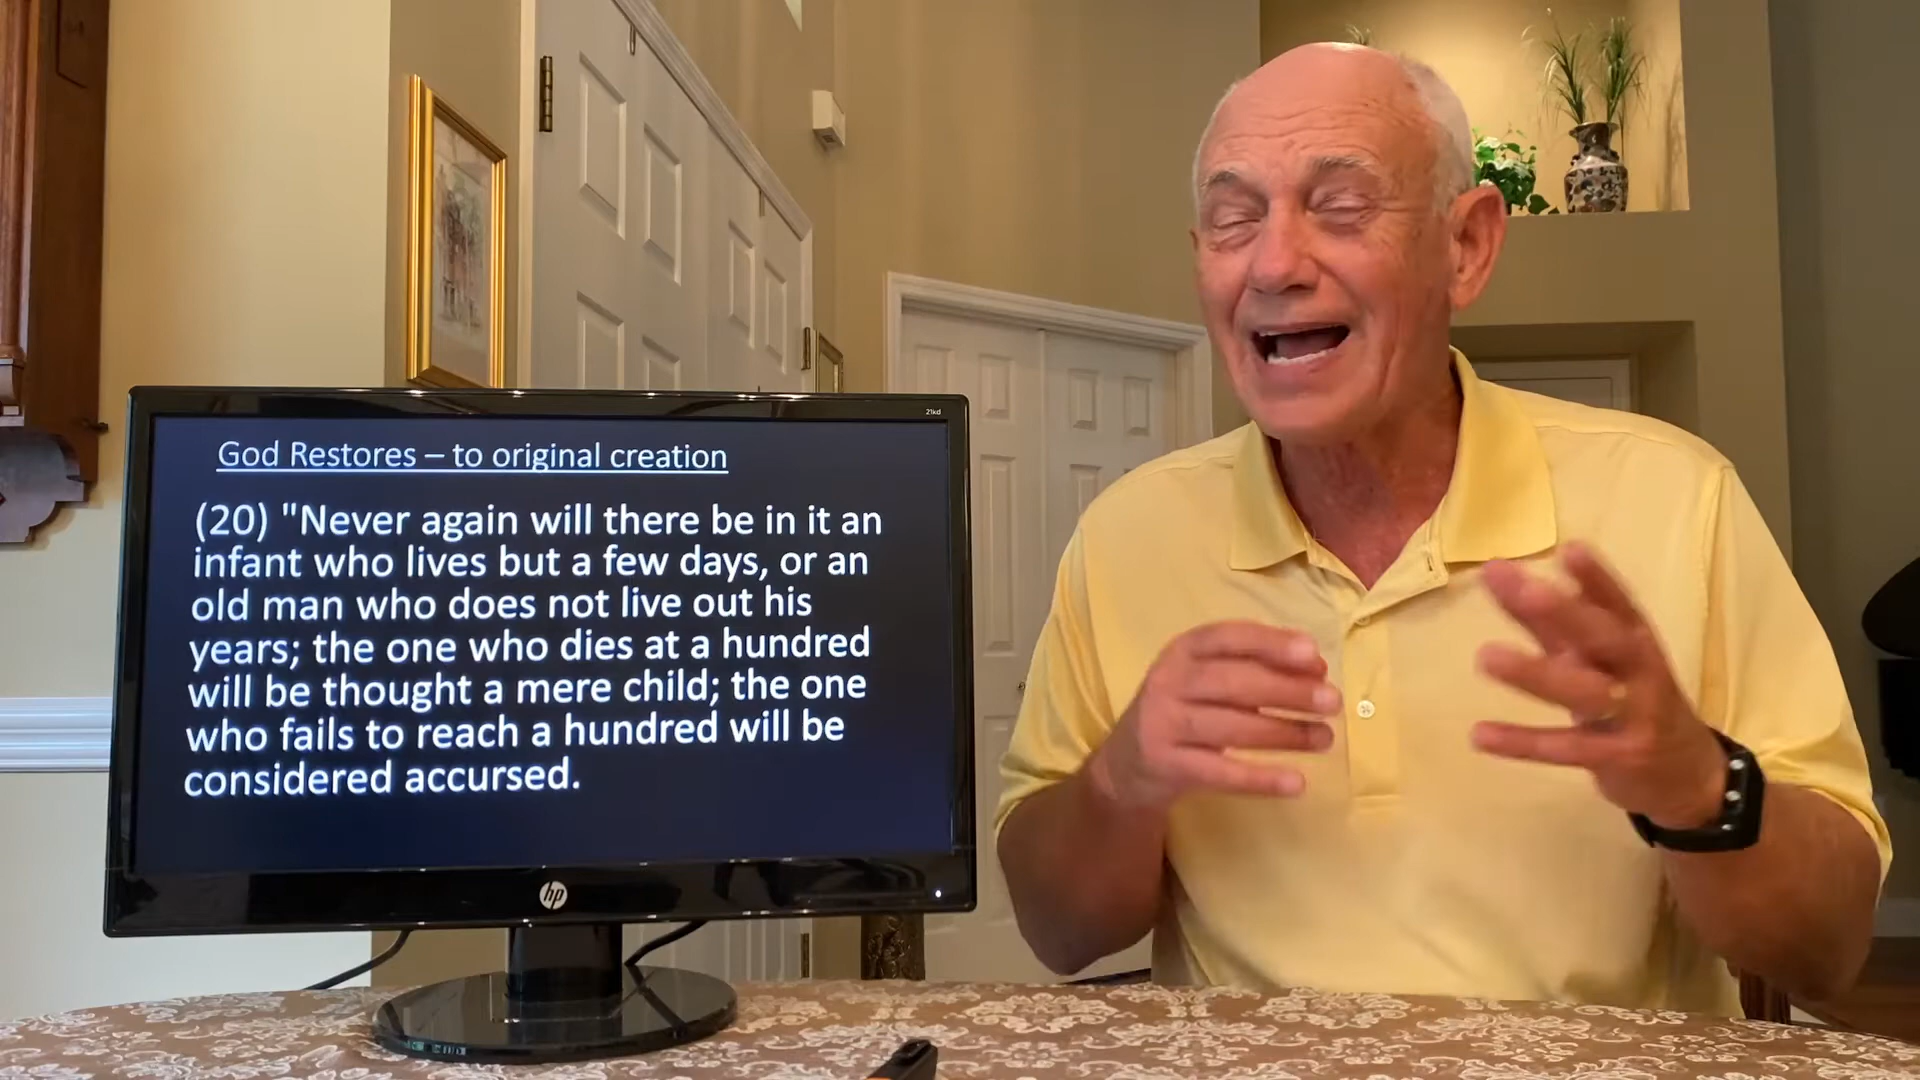 21kd
God Restores – to original creation
(20) "Never again will there be in it an
infant who lives but a few days, or an
old man who does not live out his
years; the one who dies at a hundred
will be thought a mere child; the one
who fails to reach a hundred will be
considered accursed.
hp